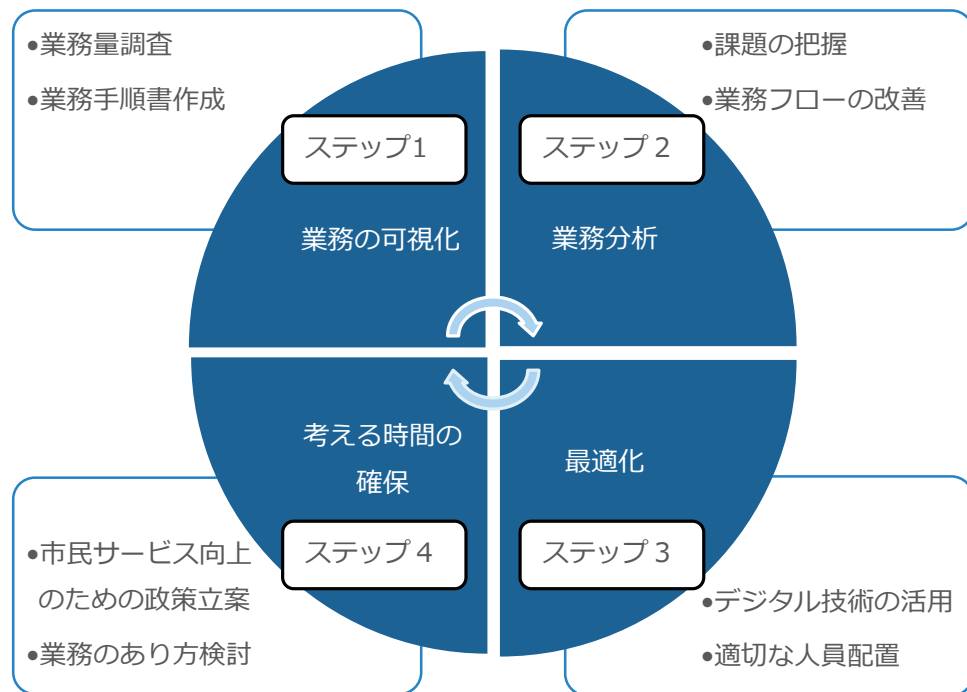 •業務量調査
•業務手順書作成
ステップ1
業務の可視化
•課題の把握
•業務フローの改善
ステップ２
業務分析
最適化
ステップ３
•デジタル技術の活用
•適切な人員配置
考える時間の
確保
ステップ４
•市民サービス向上
のための政策立案
•業務のあり方検討